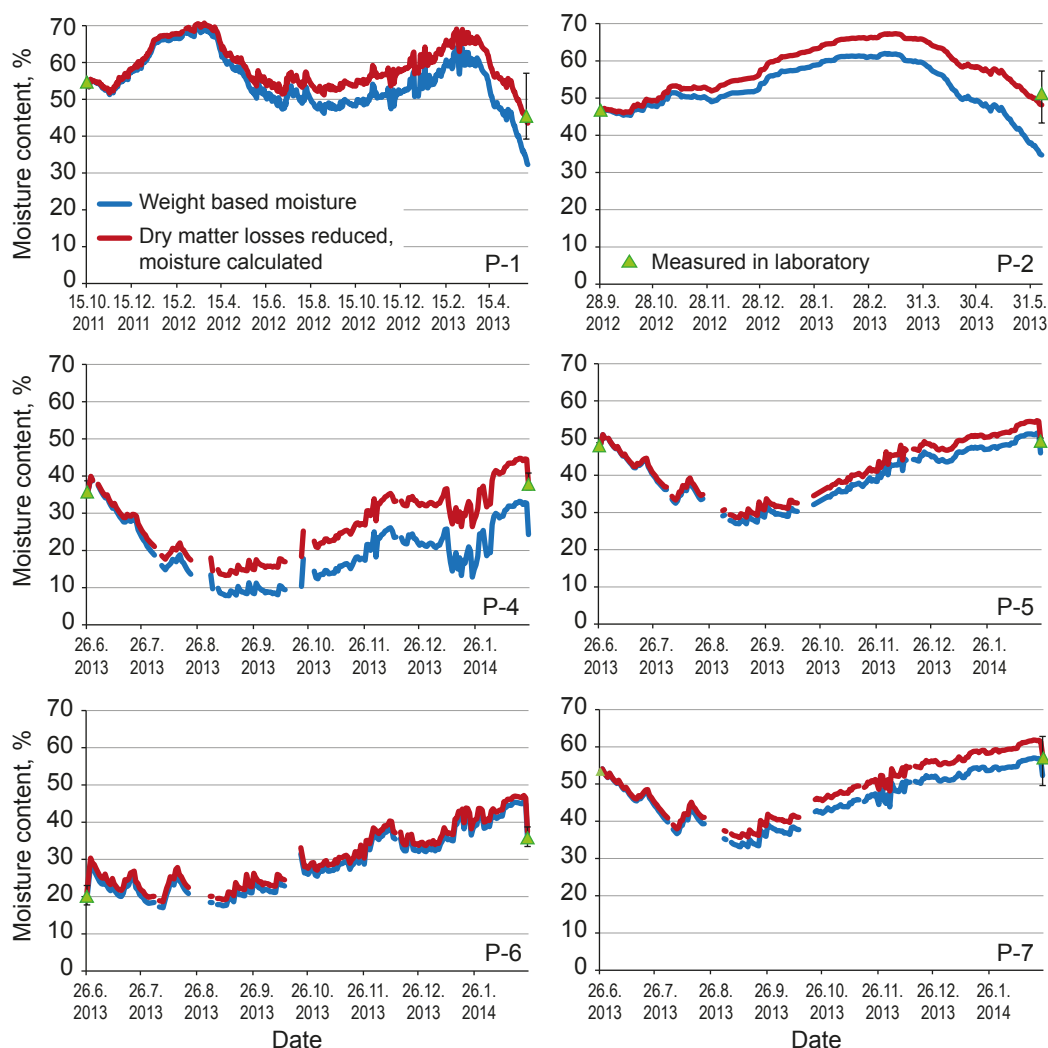 Moisture content, %
70
60
50
40
30
20
10
0
Weight based moisture
Dry matter losses reduced,
moisture calculated
P-1
15.10. 15.12. 15.2. 15.4. 15.6. 15.8. 15.10. 15.12. 15.2. 15.4.
2011 2011 2012 2012 2012 2012 2012 2012 2013 2013
70
60
50
40
30
20
10
0
Measured in laboratory
P-2
28.9. 28.10. 28.11. 28.12. 28.1. 28.2. 31.3. 30.4. 31.5.
2012 2012 2012 2012 2013 2013 2013 2013 2013
Moisture content, %
70
60
50
40
30
20
10
0
P-4
26.6. 26.7. 26.8. 26.9. 26.10. 26.11. 26.12. 26.1.
2013 2013 2013 2013 2013 2013 2013 2014
70
60
50
40
30
20
10
0
P-5
26.6. 26.7. 26.8. 26.9. 26.10. 26.11. 26.12. 26.1.
2013 2013 2013 2013 2013 2013 2013 2014
Moisture content, %
70
60
50
40
30
20
10
0
P-6
26.6. 26.7. 26.8. 26.9. 26.10. 26.11. 26.12. 26.1.
2013 2013 2013 2013 2013 2013 2013 2014
Date
70
60
50
40
30
20
10
0
P-7
26.6. 26.7. 26.8. 26.9. 26.10. 26.11. 26.12. 26.1.
2013 2013 2013 2013 2013 2013 2013 2014
Date